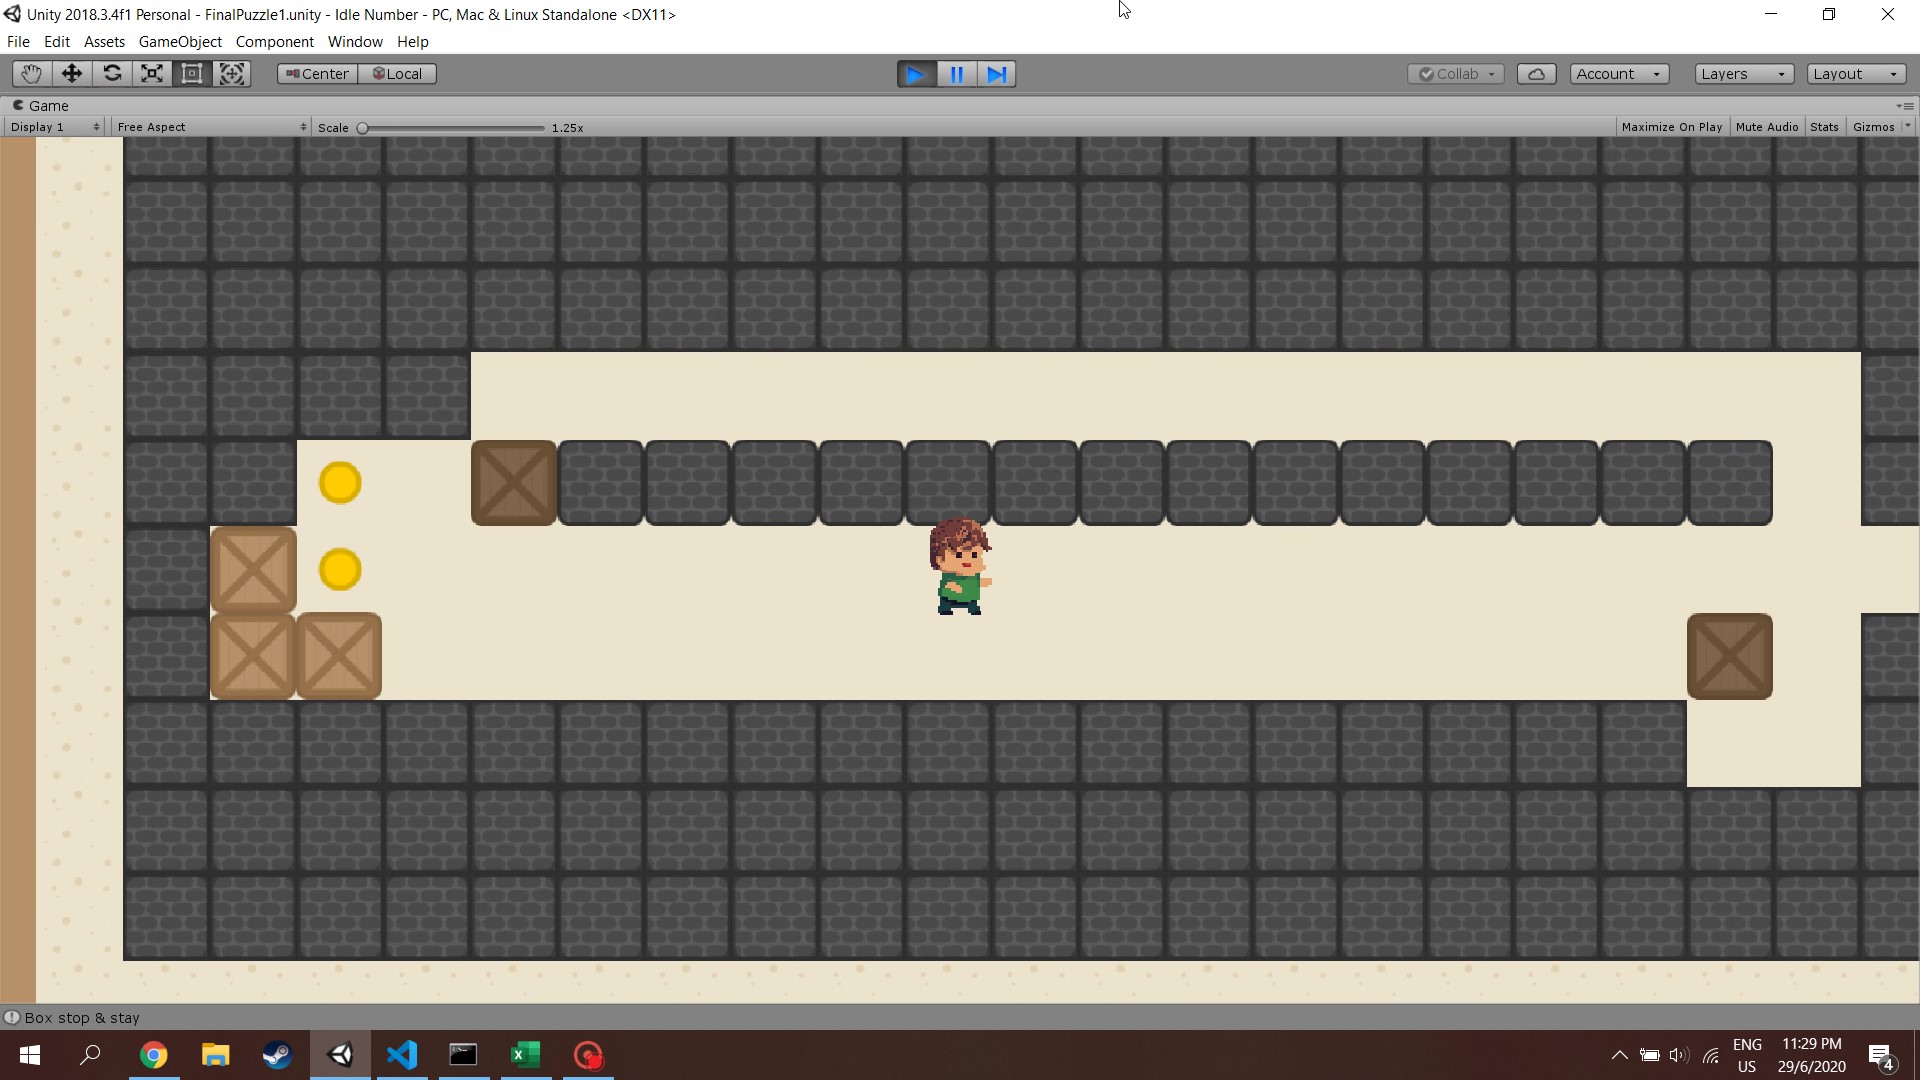 Unity 2018.3.4f1 Personal - FinalPuzzle1.unity - Idle Number - PC, Mac & Linux Standalone <DX11>
File Edit Assets GameObject Component Window Help
Center Local Collab Account Layers Layout
Game
Display 1 Free Aspect Scale 1.25x Maximize On Play Mute Audio Stats Gizmos
Box stop & stay
ENG 11:29 PM
US 29/6/2020 4